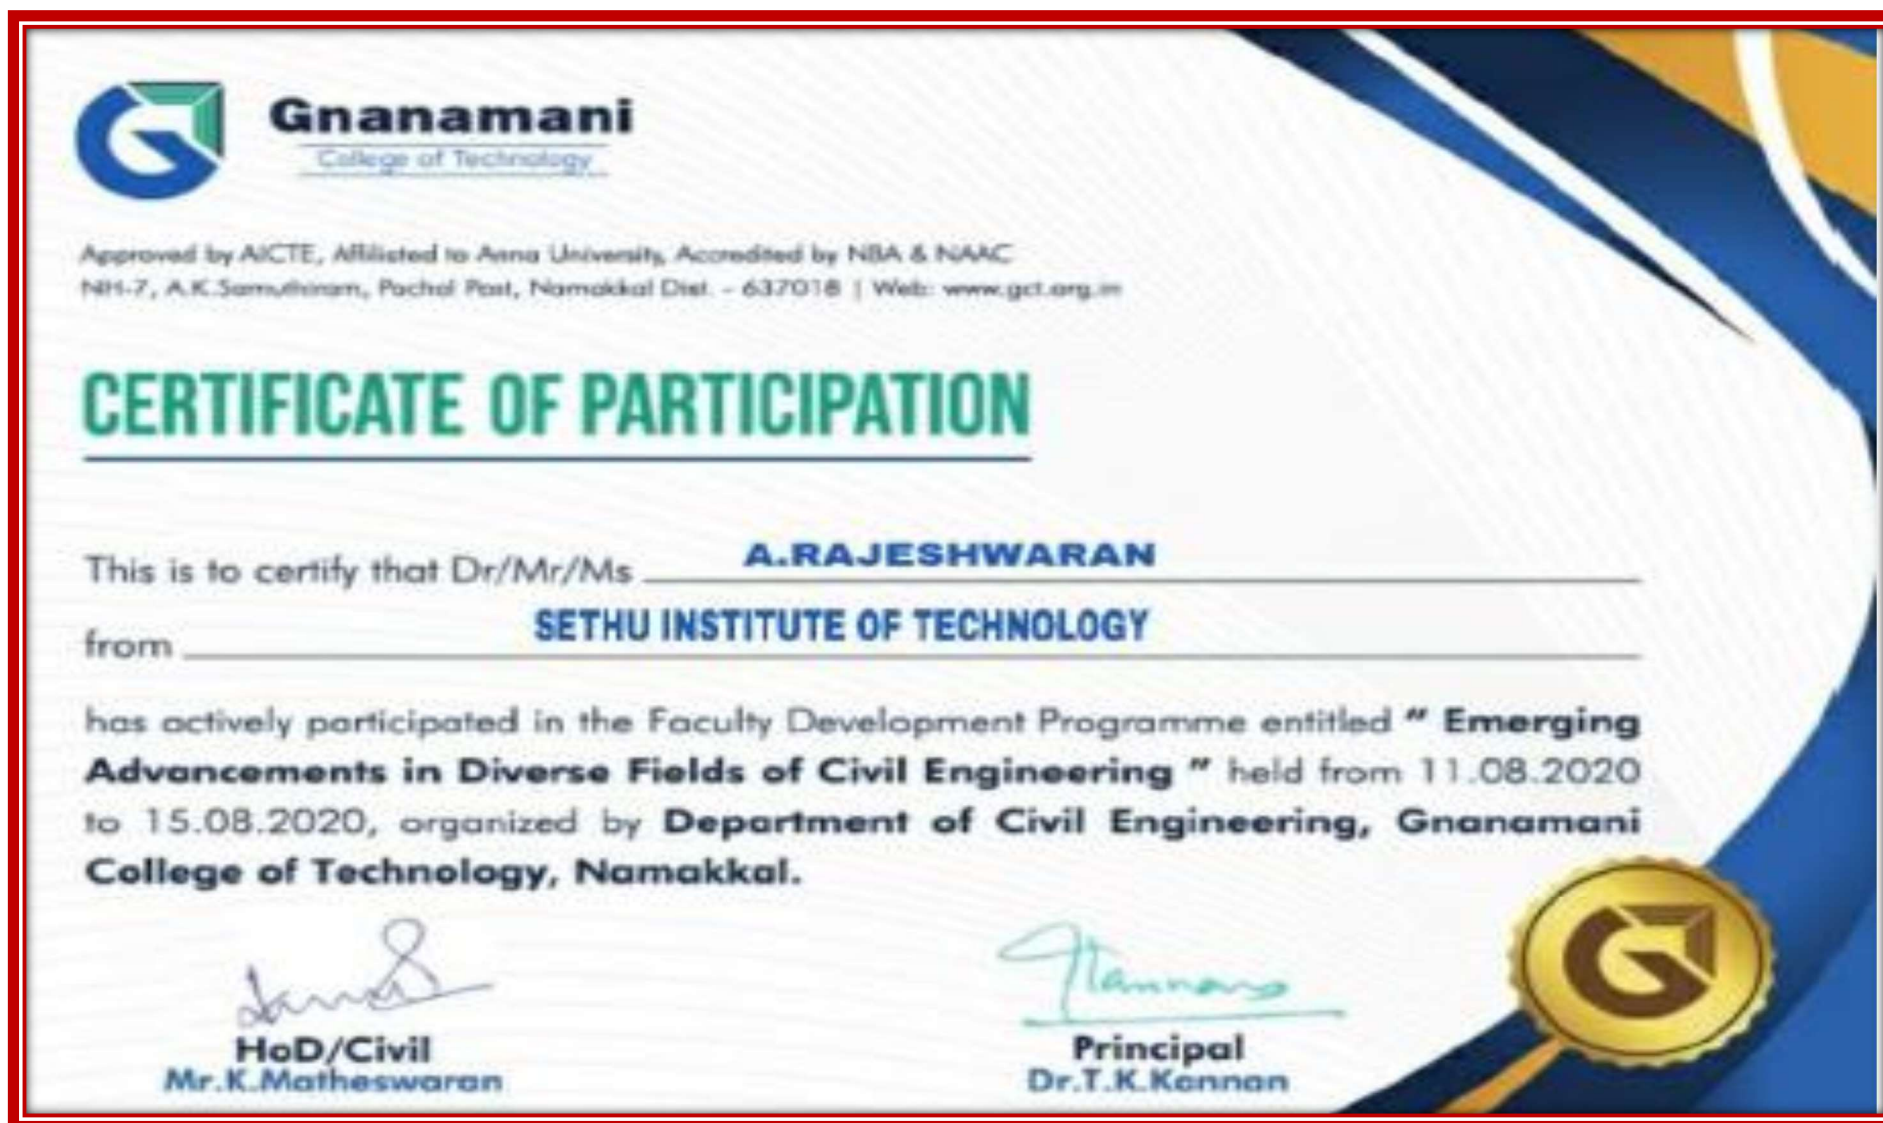 Gnanamani
College of Technology
Approved by AICTE, Affilisted to Anna University, Accredited by NBA & NAAC
NH-7, A.K.Samuthiram, Pachal Post, Namakkal Dist. - 637018 | Web: www.gct.org.in
CERTIFICATE OF PARTICIPATION
This is to certify that Dr/Mr/Ms A.RAJESHWARAN
from SETHU INSTITUTE OF TECHNOLOGY
has actively participated in the Faculty Development Programme entitled " Emerging
Advancements in Diverse Fields of Civil Engineering " held from 11.08.2020
to 15.08.2020, organized by Department of Civil Engineering, Gnanamani
College of Technology, Namakkal.
HoD/Civil
Mr.K.Matheswaran
Principal
Dr.T.K.Kannan